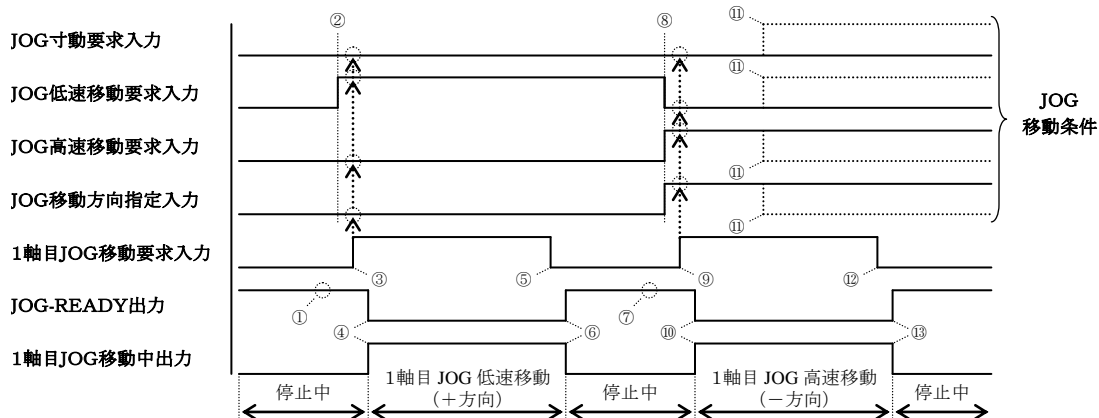 ② ⑧ ⑪
JOG寸動要求入力
⑪
JOG低速移動要求入力
JOG
移動条件
JOG高速移動要求入力
⑪
JOG移動方向指定入力
⑪
1軸目JOG移動要求入力
③ ⑤ ⑨ ⑫
JOG-READY出力
① ⑦
④ ⑥ ⑩ ⑬
1軸目JOG移動中出力
停止中 1軸目 JOG 低速移動 (+方向) 停止中 1軸目 JOG 高速移動 (-方向) 停止中